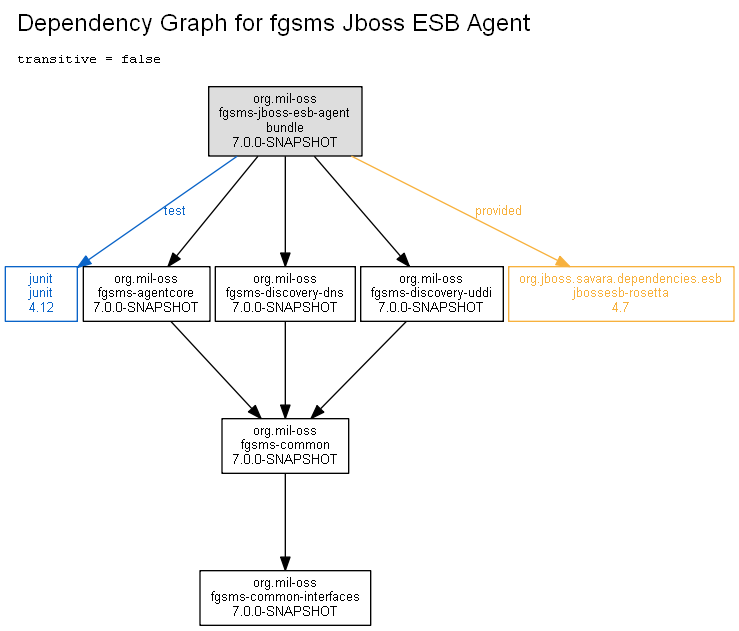 Dependency Graph for fgsms Jboss ESB Agent
transitive = false
org.mil-oss
fgsms-jboss-esb-agent
bundle
7.0.0-SNAPSHOT
test
provided
junit
junit
4.12
org.mil-oss
fgsms-agentcore
7.0.0-SNAPSHOT
org.mil-oss
fgsms-discovery-dns
7.0.0-SNAPSHOT
org.mil-oss
fgsms-discovery-uddi
7.0.0-SNAPSHOT
org.jboss.savara.dependencies.esb
jbossesb-rosetta
4.7
org.mil-oss
fgsms-common
7.0.0-SNAPSHOT
org.mil-oss
fgsms-common-interfaces
7.0.0-SNAPSHOT